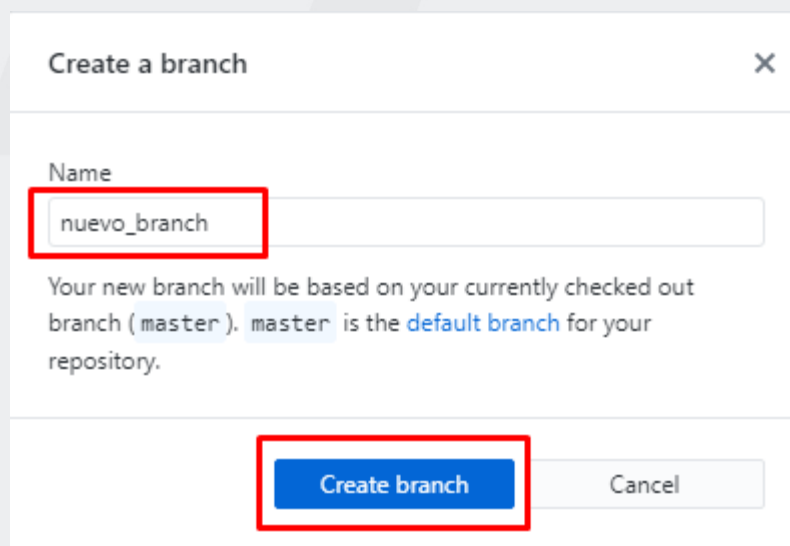 Create a branch
Name
nuevo_branch
Your new branch will be based on your currently checked out
branch (master). master is the default branch for your
repository.
Create branch
Cancel